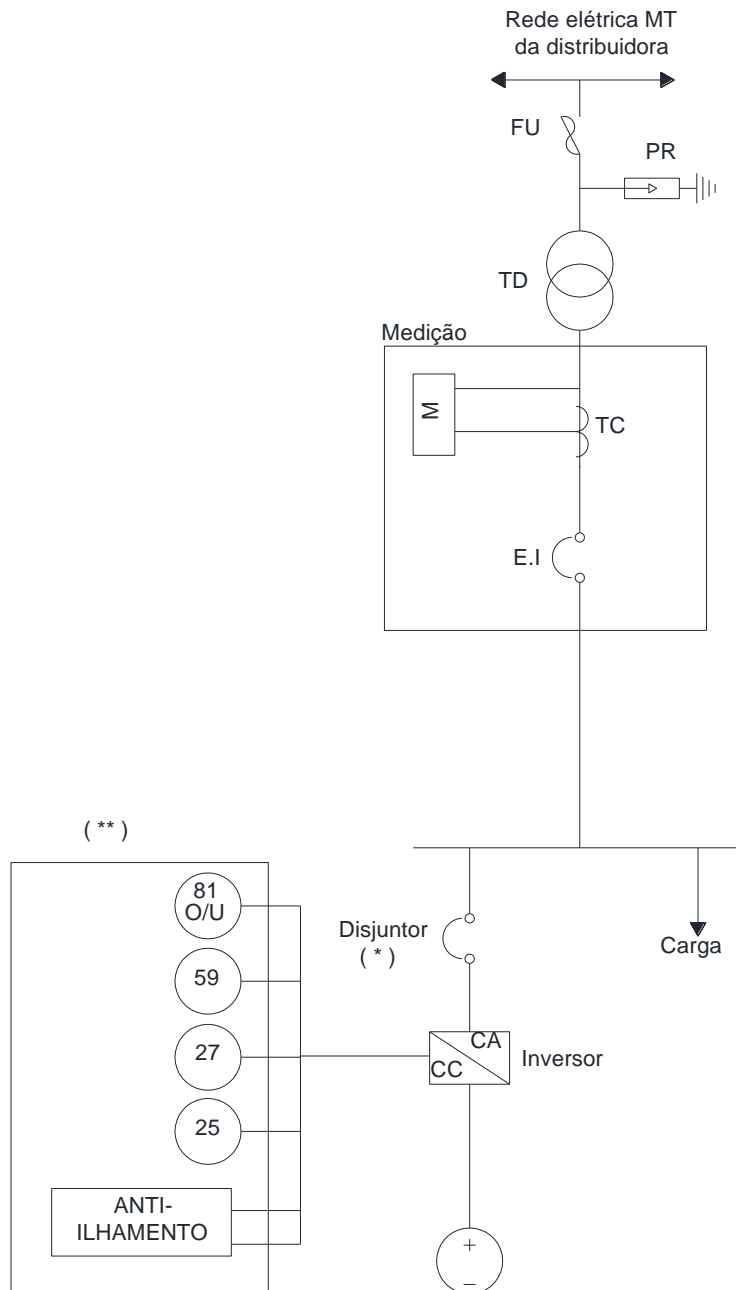 Rede elétrica MT
da distribuidora
FU
PR
TD
Medição
M
TC
E.I
( ** )
81
O/U
59
27
25
ANTI-
ILHAMENTO
Disjuntor
( * )
Carga
CA
CC
Inversor
+
–